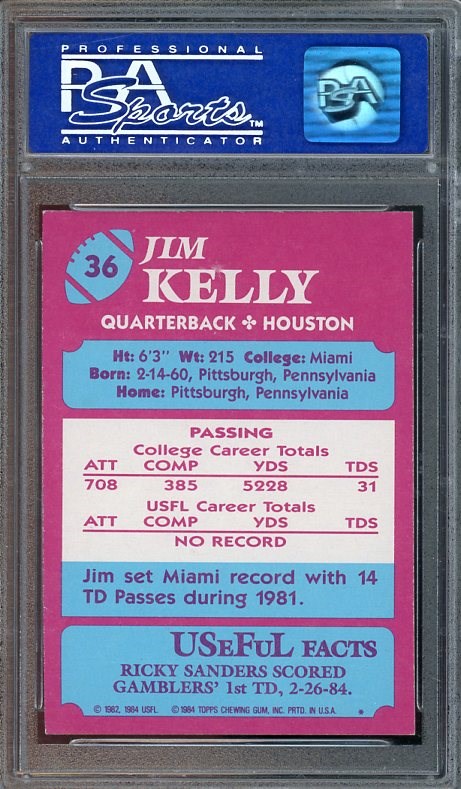 PROFESSIONAL
PSA
Sports™
AUTHENTICATOR
PSA
36
JIM
KELLY
QUARTERBACK ✤ HOUSTON
Ht: 6'3" Wt: 215 College: Miami
Born: 2-14-60, Pittsburgh, Pennsylvania
Home: Pittsburgh, Pennsylvania
PASSING
College Career Totals
ATT COMP YDS TDS
708 385 5228 31
USFL Career Totals
ATT COMP YDS TDS
NO RECORD
Jim set Miami record with 14
TD Passes during 1981.
USEFUL FACTS
RICKY SANDERS SCORED
GAMBLERS' 1st TD, 2-26-84.
© 1982, 1984 USFL © 1984 TOPPS CHEWING GUM, INC. PRTD. IN U.S.A. *